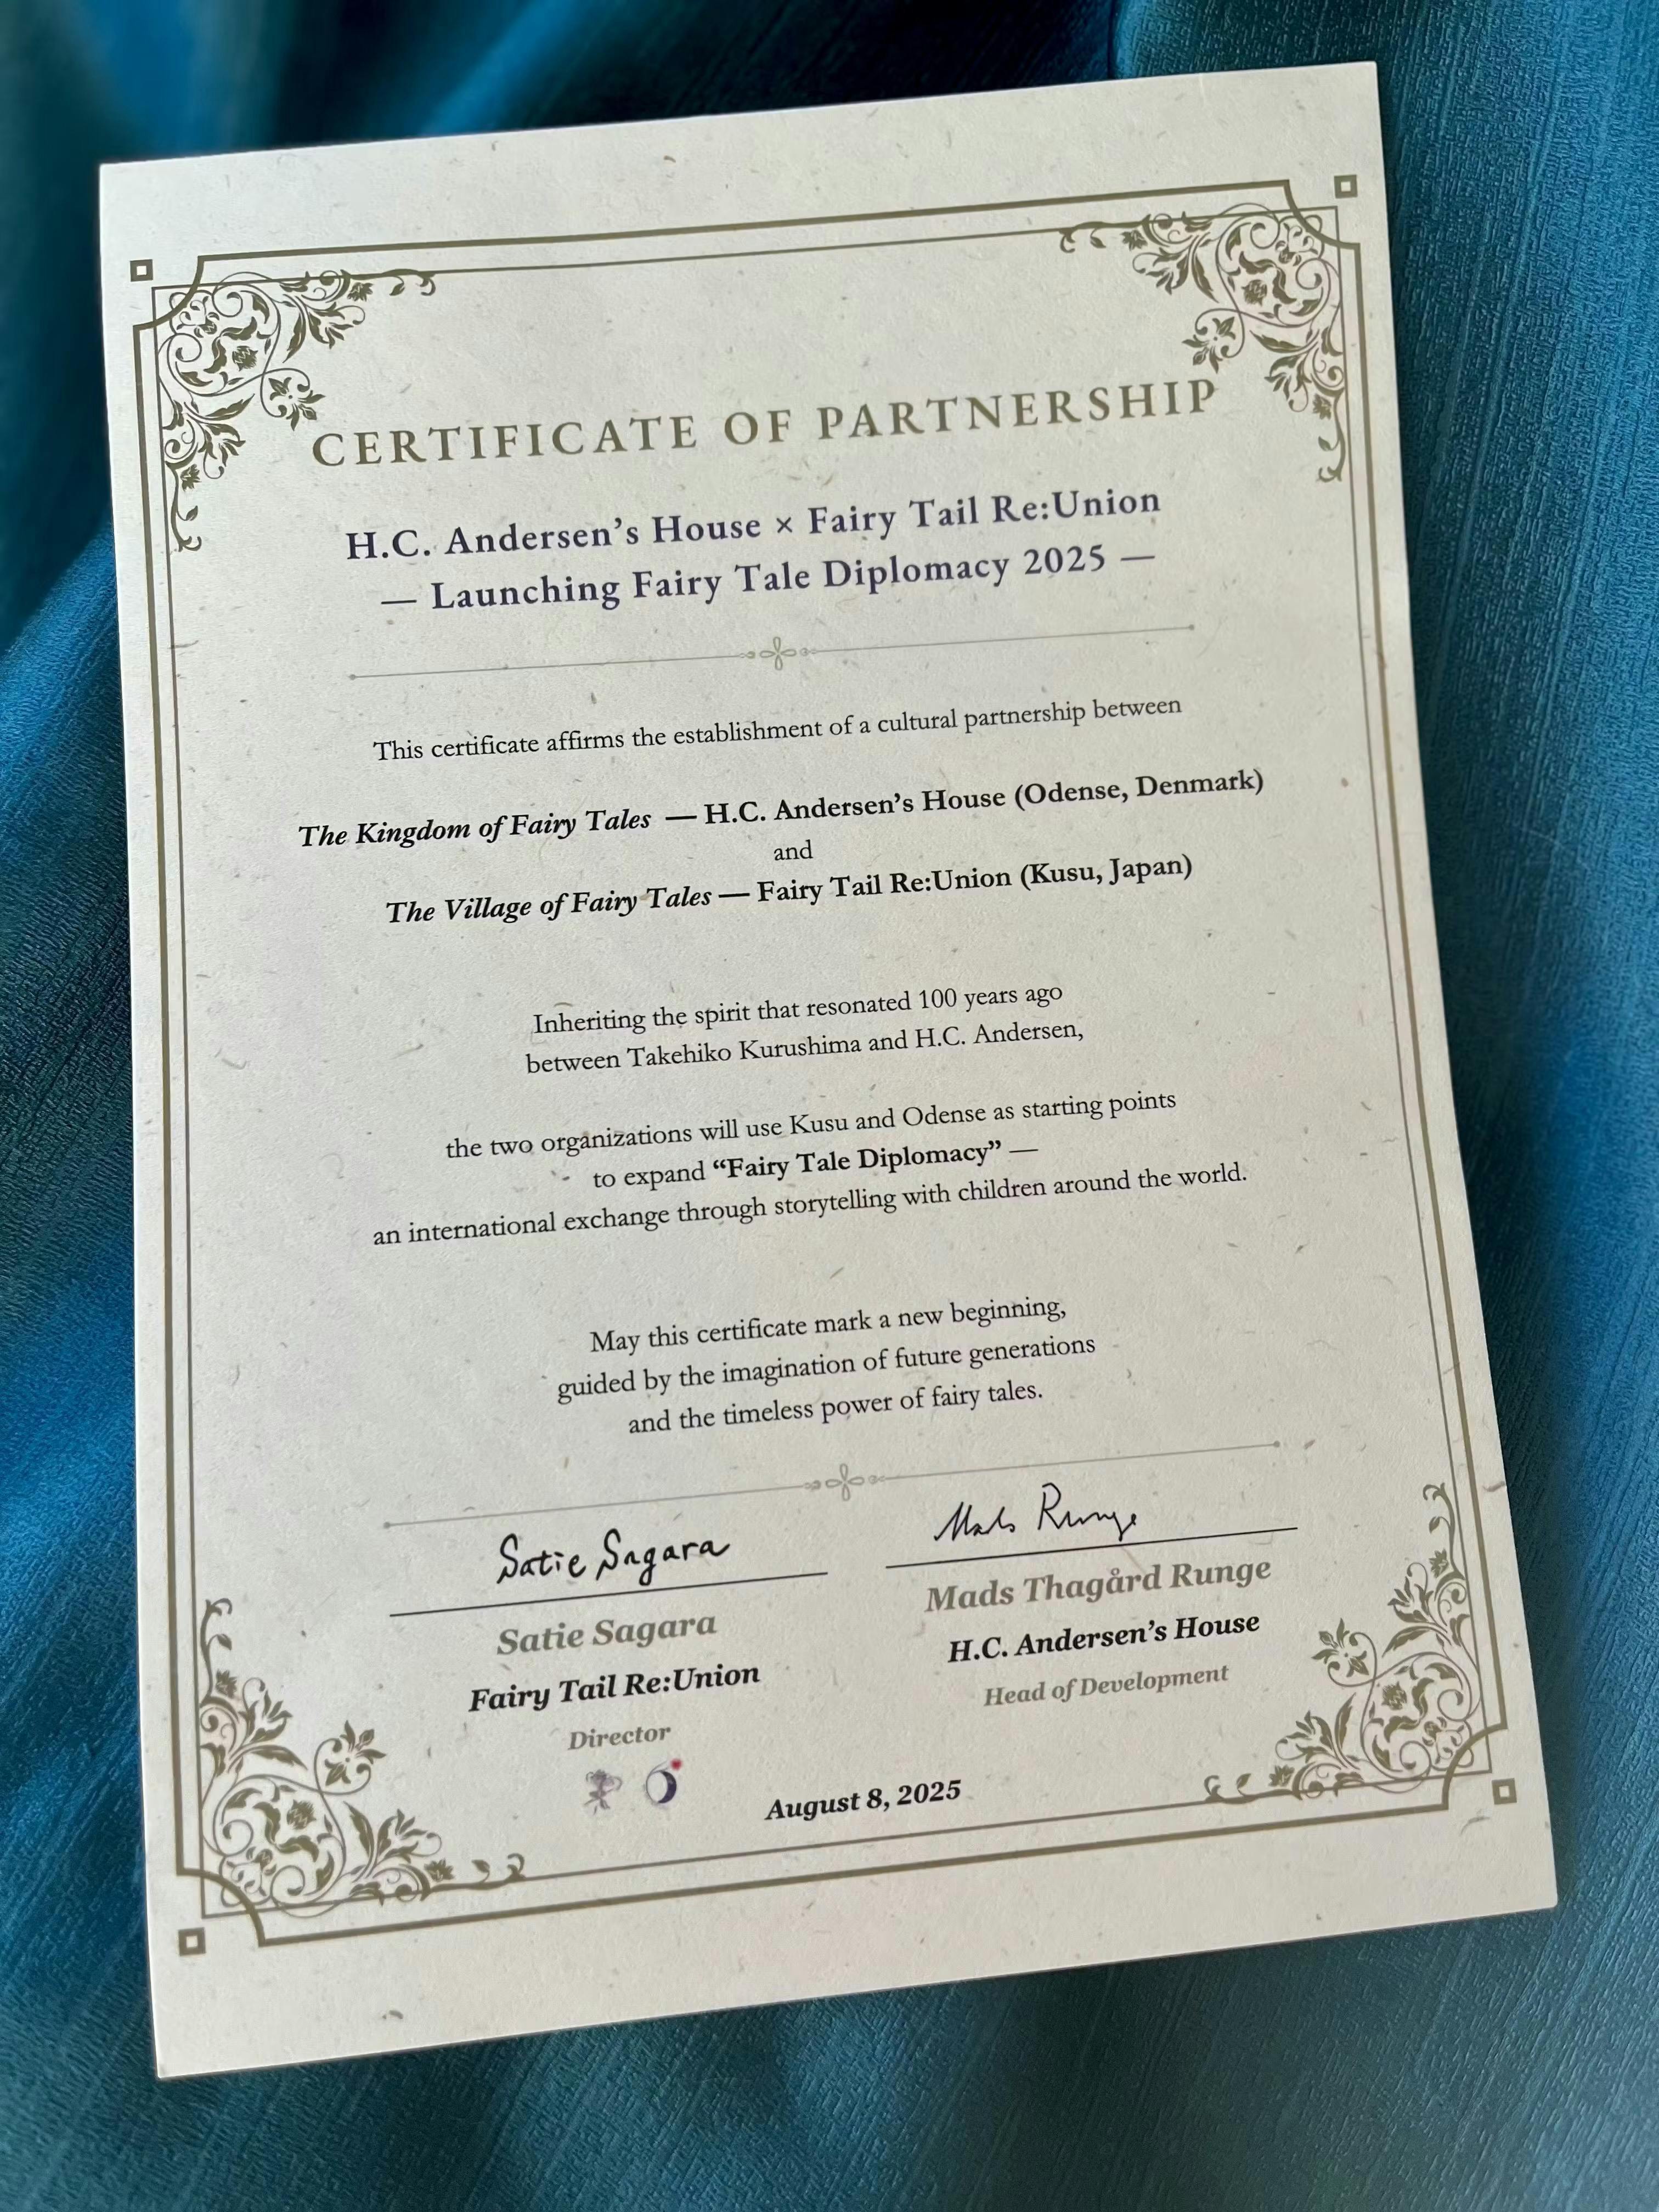 CERTIFICATE OF PARTNERSHIP
H.C. Andersen’s House × Fairy Tail Re:Union
— Launching Fairy Tale Diplomacy 2025 —
This certificate affirms the establishment of a cultural partnership between
The Kingdom of Fairy Tales — H.C. Andersen’s House (Odense, Denmark)
and
The Village of Fairy Tales — Fairy Tail Re:Union (Kusu, Japan)
Inheriting the spirit that resonated 100 years ago
between Takehiko Kurushima and H.C. Andersen,
the two organizations will use Kusu and Odense as starting points
to expand “Fairy Tale Diplomacy” —
an international exchange through storytelling with children around the world.
May this certificate mark a new beginning,
guided by the imagination of future generations
and the timeless power of fairy tales.
Satie Sagara
Satie Sagara
Fairy Tail Re:Union
Director
Mads Runge
Mads Thagård Runge
H.C. Andersen’s House
Head of Development
August 8, 2025